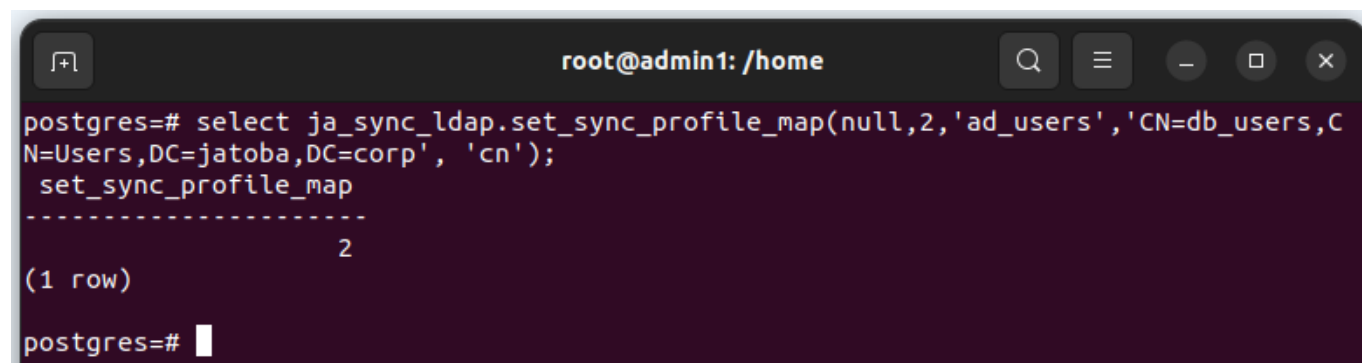 root@admin1: /home
postgres=# select ja_sync_ldap.set_sync_profile_map(null,2,'ad_users','CN=db_users,C
N=Users,DC=jatoba,DC=corp', 'cn');
 set_sync_profile_map
----------------------
                    2
(1 row)
postgres=#